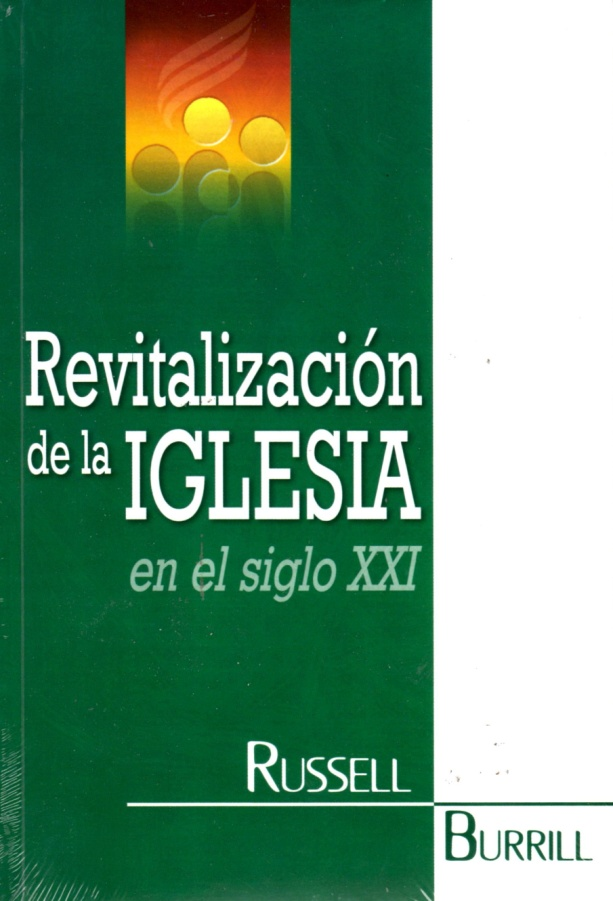 Revitalización
de la IGLESIA
en el siglo XXI
RUSSELL
BURRILL